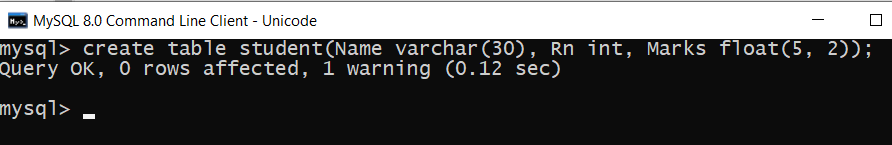 MySQL 8.0 Command Line Client - Unicode
mysql> create table student(Name varchar(30), Rn int, Marks float(5, 2));
Query OK, 0 rows affected, 1 warning (0.12 sec)
mysql>